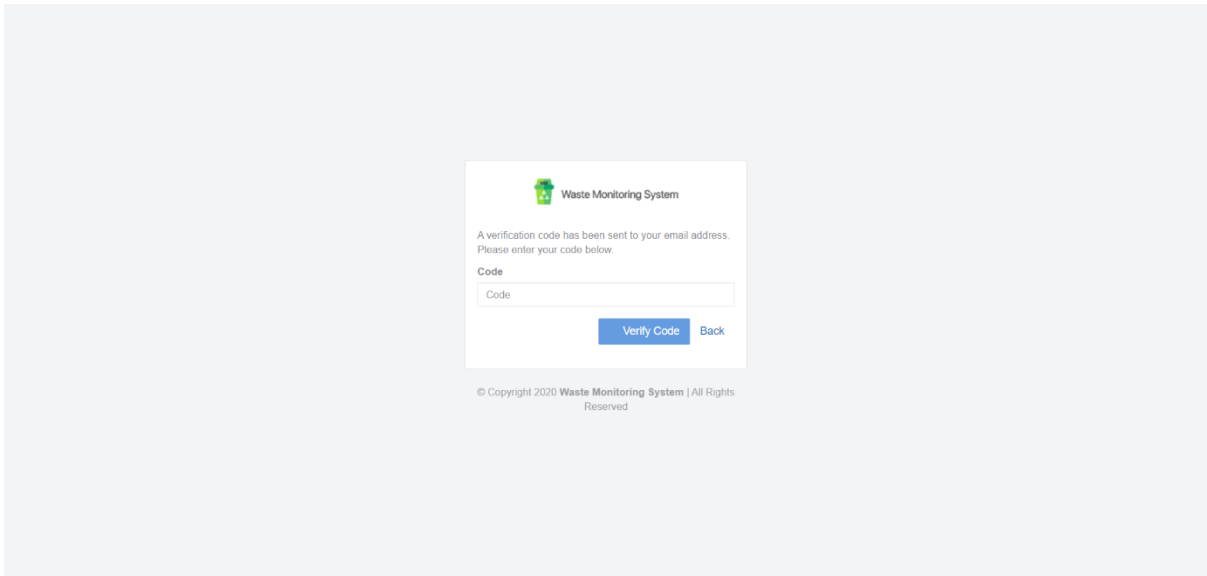 Waste Monitoring System
A verification code has been sent to your email address.
Please enter your code below.
Code
Code
Verify Code Back
© Copyright 2020 Waste Monitoring System | All Rights
Reserved